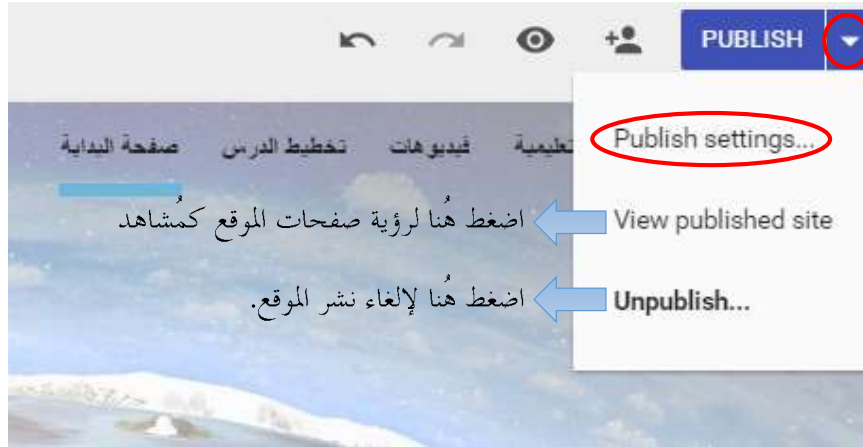 PUBLISH
صفحة البداية تخطيط الدرس فيديوهات تعليمية
Publish settings...
اضغط هُنا لرؤية صفحات الموقع كمُشاهد
View published site
اضغط هُنا لإلغاء نشر الموقع.
Unpublish...